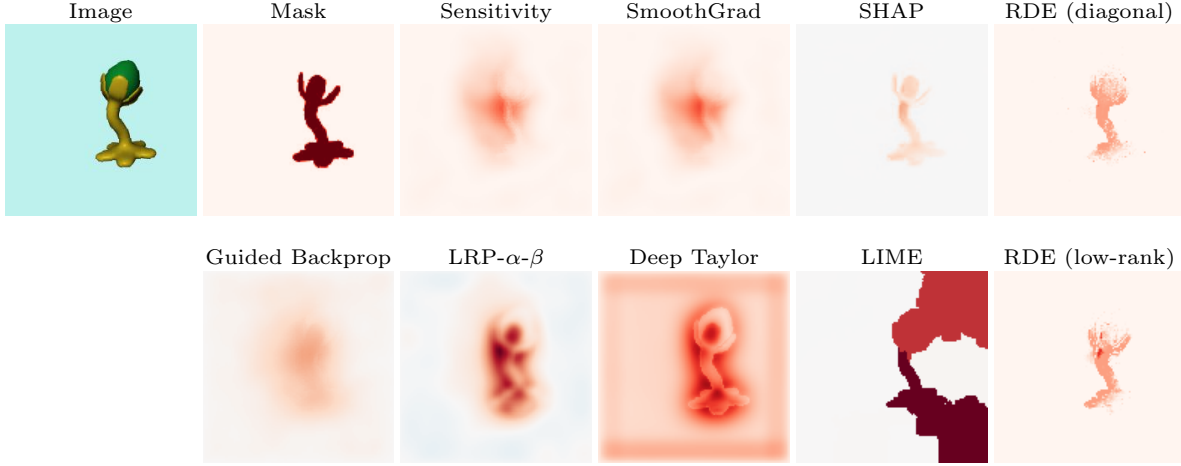 Image Mask Sensitivity SmoothGrad SHAP RDE (diagonal)
Guided Backprop LRP-α-β Deep Taylor LIME RDE (low-rank)